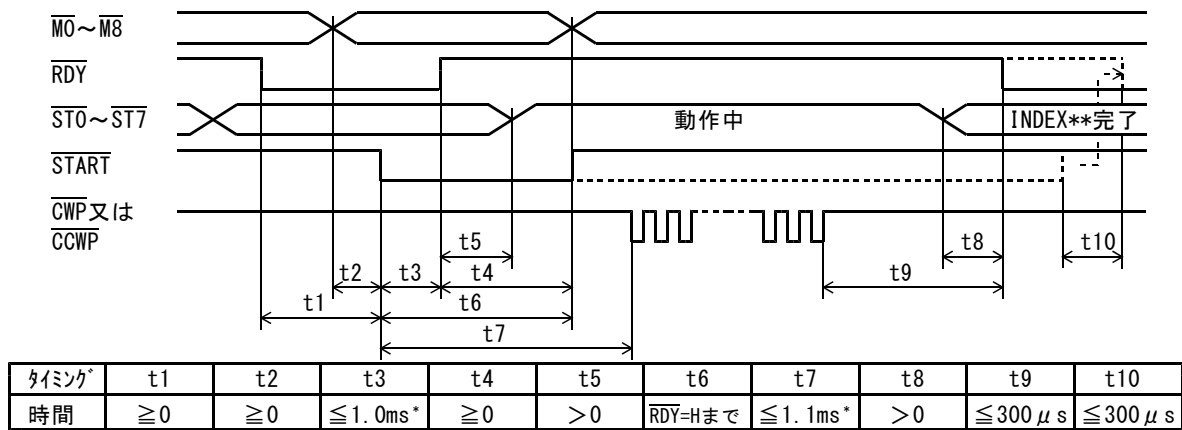 M0～M8
RDY
ST0～ST7
動作中
INDEX**完了
START
CWP又は
CCWP
t5
t8
t10
t2
t3
t4
t9
t1
t6
t7
ﾀｲﾐﾝｸﾞ t1 t2 t3 t4 t5 t6 t7 t8 t9 t10
時間 ≧0 ≧0 ≦1.0ms* ≧0 ＞0 RDY=Hまで ≦1.1ms* ＞0 ≦300μs ≦300μs